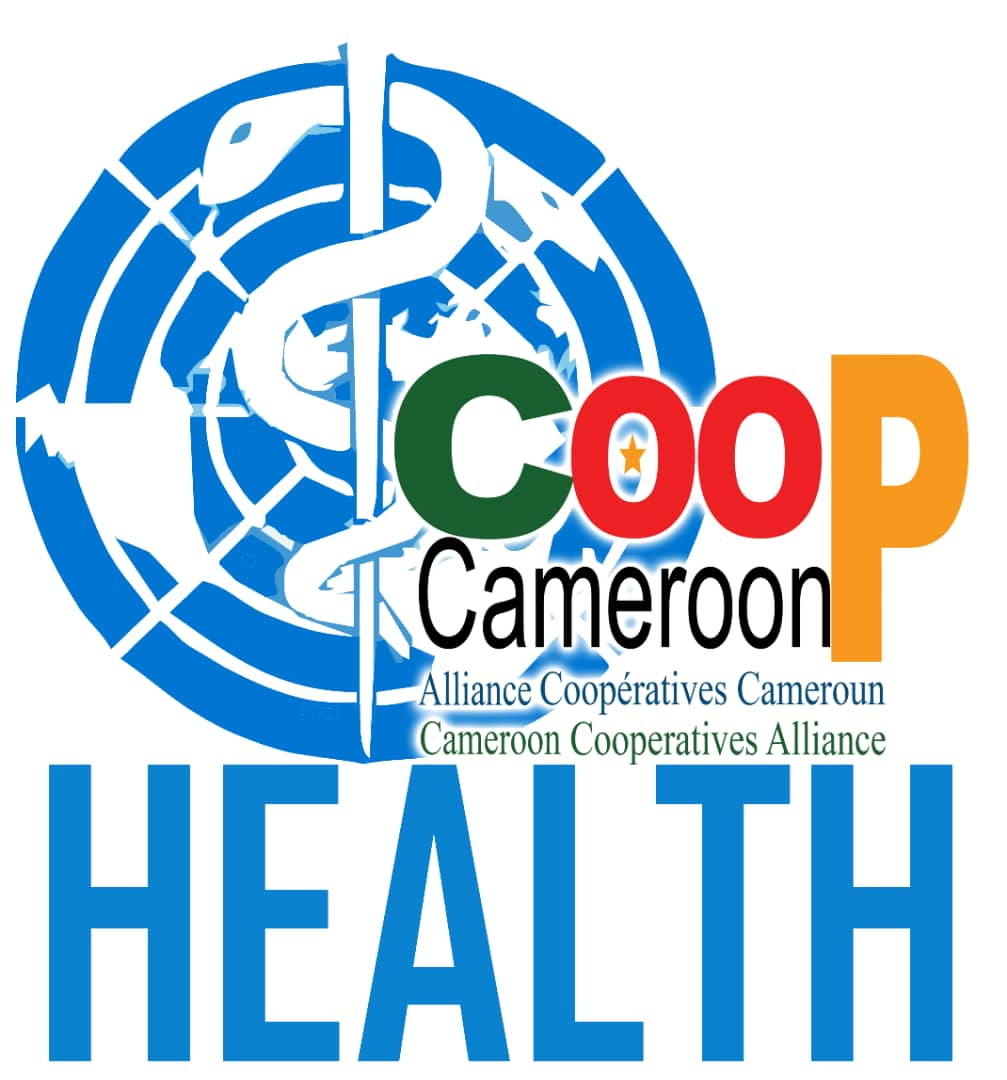 COOP
Cameroon
Alliance Coopératives Cameroun
Cameroon Cooperatives Alliance
HEALTH